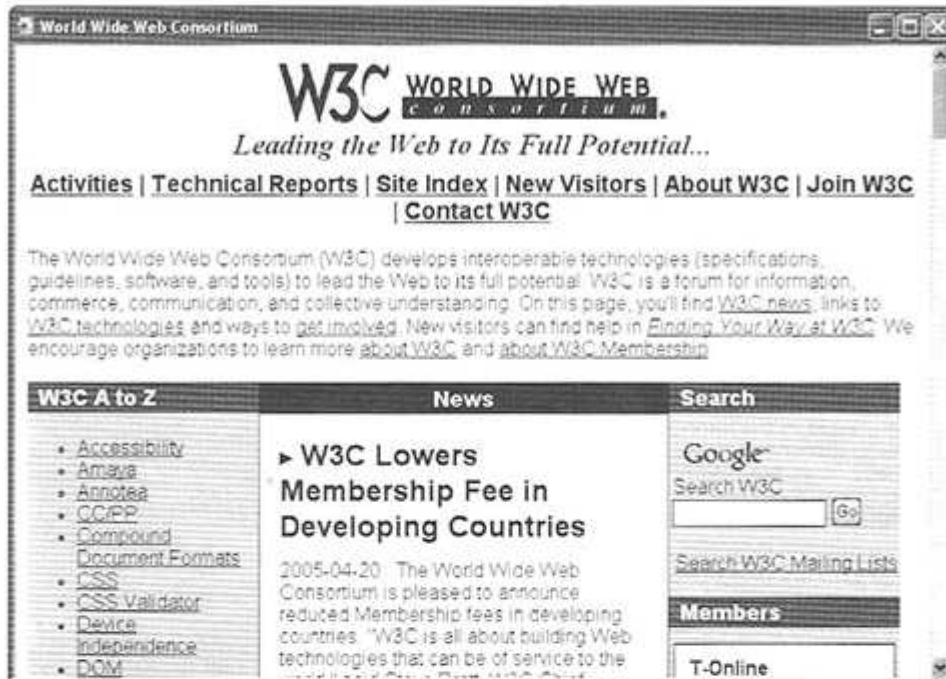 World Wide Web Consortium
W3C WORLD WIDE WEB
consortium
Leading the Web to Its Full Potential...
Activities | Technical Reports | Site Index | New Visitors | About W3C | Join W3C
| Contact W3C
The World Wide Web Consortium (W3C) develops interoperable technologies (specifications,
guidelines, software, and tools) to lead the Web to its full potential. W3C is a forum for information,
commerce, communication, and collective understanding. On this page, you'll find W3C news, links to
W3C technologies and ways to get involved. New visitors can find help in Finding Your Way at W3C. We
encourage organizations to learn more about W3C and about W3C Membership.
W3C A to Z
• Accessibility
• Amaya
• Annotea
• CC/PP
• Compound
Document Formats
• CSS
• CSS Validator
• Device
Independence
• DOM
News
▸ W3C Lowers
Membership Fee in
Developing Countries
2005-04-20 The World Wide Web
Consortium is pleased to announce
reduced Membership fees in developing
countries. "W3C is all about building Web
technologies that can be of service to the
Search
Google
Search W3C
Go
Search W3C Mailing Lists
Members
T-Online